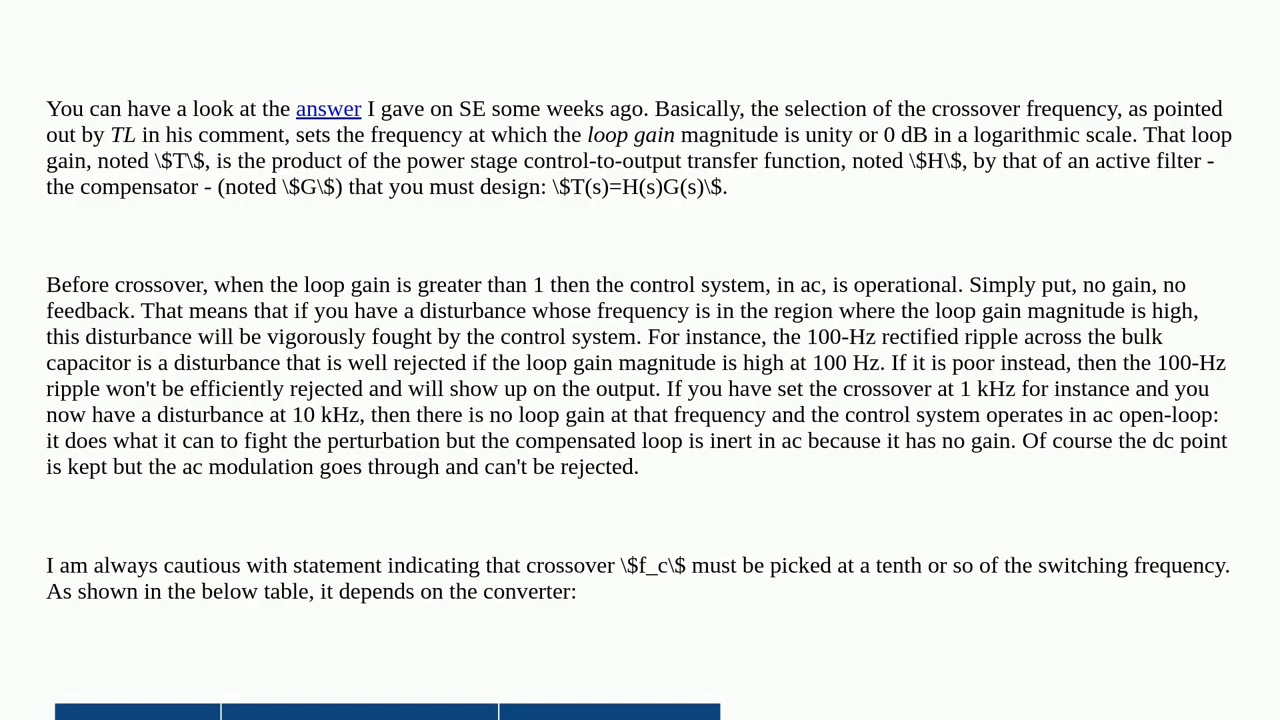 You can have a look at the answer I gave on SE some weeks ago. Basically, the selection of the crossover frequency, as pointed
out by TL in his comment, sets the frequency at which the loop gain magnitude is unity or 0 dB in a logarithmic scale. That loop
gain, noted \$T\$, is the product of the power stage control-to-output transfer function, noted \$H\$, by that of an active filter -
the compensator - (noted \$G\$) that you must design: \$T(s)=H(s)G(s)\$.
Before crossover, when the loop gain is greater than 1 then the control system, in ac, is operational. Simply put, no gain, no
feedback. That means that if you have a disturbance whose frequency is in the region where the loop gain magnitude is high,
this disturbance will be vigorously fought by the control system. For instance, the 100-Hz rectified ripple across the bulk
capacitor is a disturbance that is well rejected if the loop gain magnitude is high at 100 Hz. If it is poor instead, then the 100-Hz
ripple won't be efficiently rejected and will show up on the output. If you have set the crossover at 1 kHz for instance and you
now have a disturbance at 10 kHz, then there is no loop gain at that frequency and the control system operates in ac open-loop:
it does what it can to fight the perturbation but the compensated loop is inert in ac because it has no gain. Of course the dc point
is kept but the ac modulation goes through and can't be rejected.
I am always cautious with statement indicating that crossover \$f_c\$ must be picked at a tenth or so of the switching frequency.
As shown in the below table, it depends on the converter: